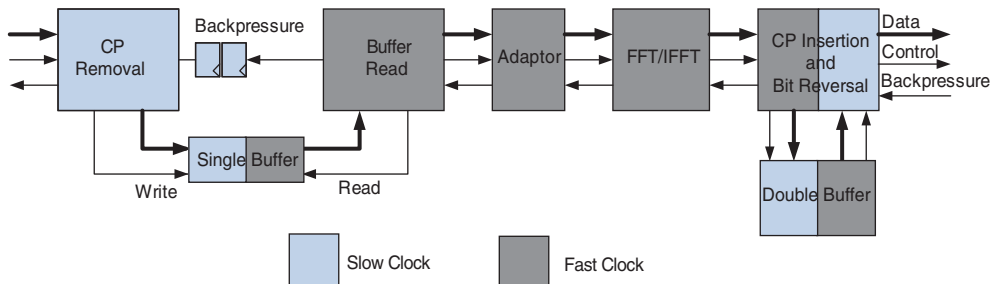 Backpressure
CP
Removal
Buffer
Read
Adaptor
FFT/IFFT
CP Insertion
and
Bit Reversal
Data
Control
Backpressure
Single Buffer
Write
Read
Double Buffer
Slow Clock
Fast Clock